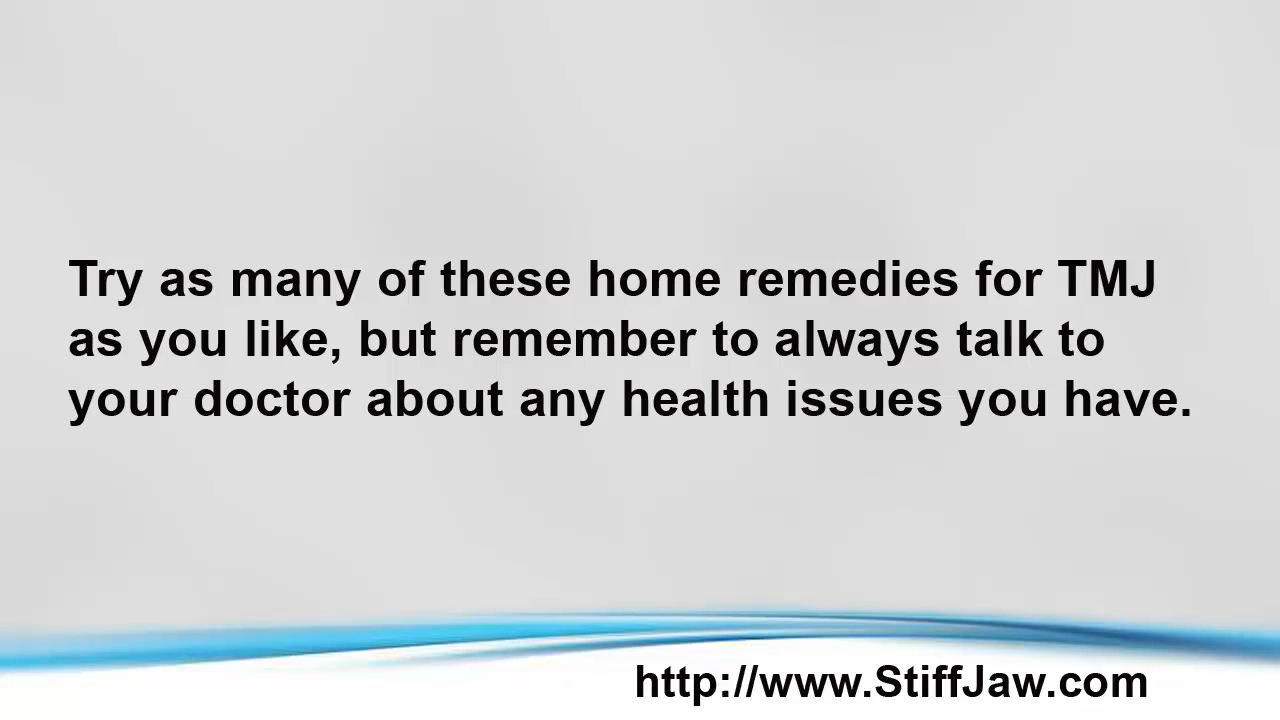 Try as many of these home remedies for TMJ
as you like, but remember to always talk to
your doctor about any health issues you have.
http://www.StiffJaw.com